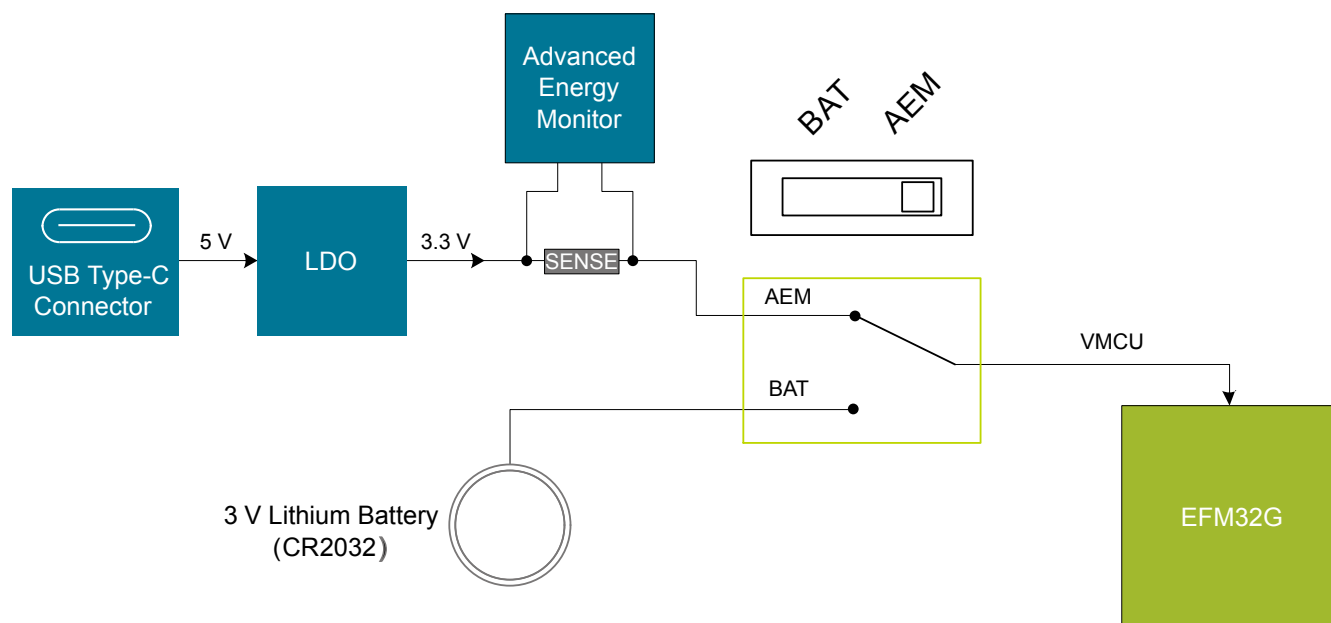 Advanced
Energy
Monitor
BAT
AEM
USB Type-C
Connector
5 V
LDO
3.3 V
SENSE
AEM
BAT
VMCU
3 V Lithium Battery
(CR2032)
EFM32G